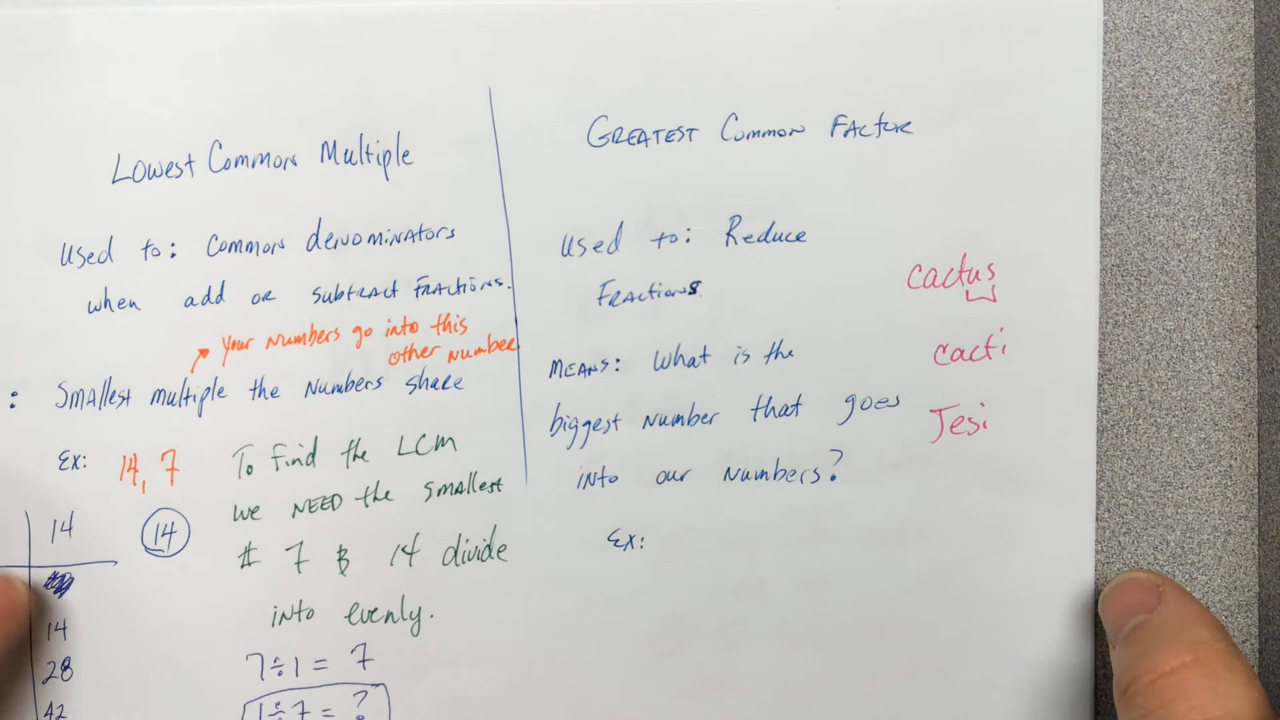 Lowest Common Multiple
Used to: Common denominators
when add or subtract fractions.
Your numbers go into this
other number
: Smallest multiple the numbers share
Ex: 14, 7
14
14
14
28
42
To find the LCM
we NEED the smallest
# 7 & 14 divide
into evenly.
7÷1 = 7
1÷7 = ?
GREATEST Common Factor
Used to: Reduce
Fractions.
MEANS: What is the
biggest number that goes
into our numbers?
Ex:
cactus
cacti
Jesi